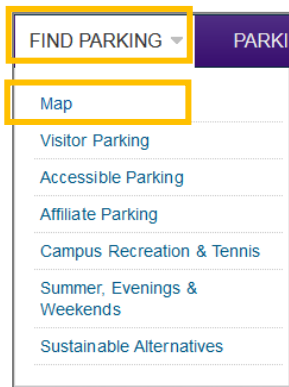 FIND PARKING
PARKI
Map
Visitor Parking
Accessible Parking
Affiliate Parking
Campus Recreation & Tennis
Summer, Evenings &
Weekends
Sustainable Alternatives